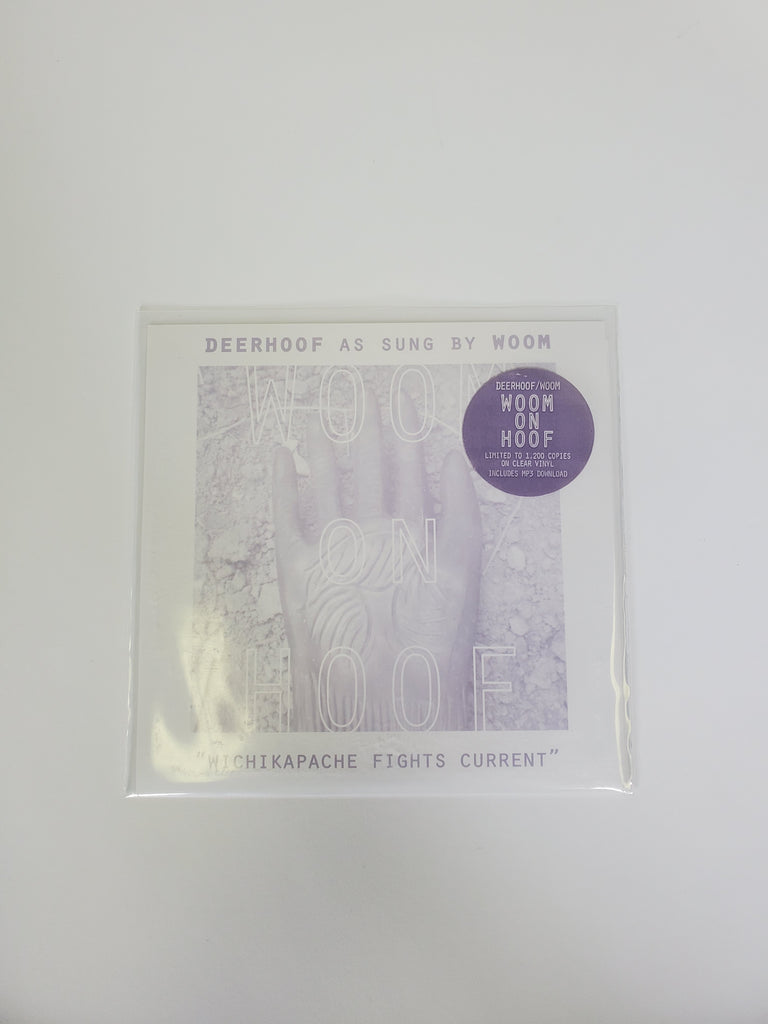 DEERHOOF AS SUNG BY WOOM
WOOM
ON
HOOF
DEERHOOF/WOOM
WOOM
ON
HOOF
LIMITED TO 1,200 COPIES
ON CLEAR VINYL
INCLUDES MP3 DOWNLOAD
"WICHIKAPACHE FIGHTS CURRENT"